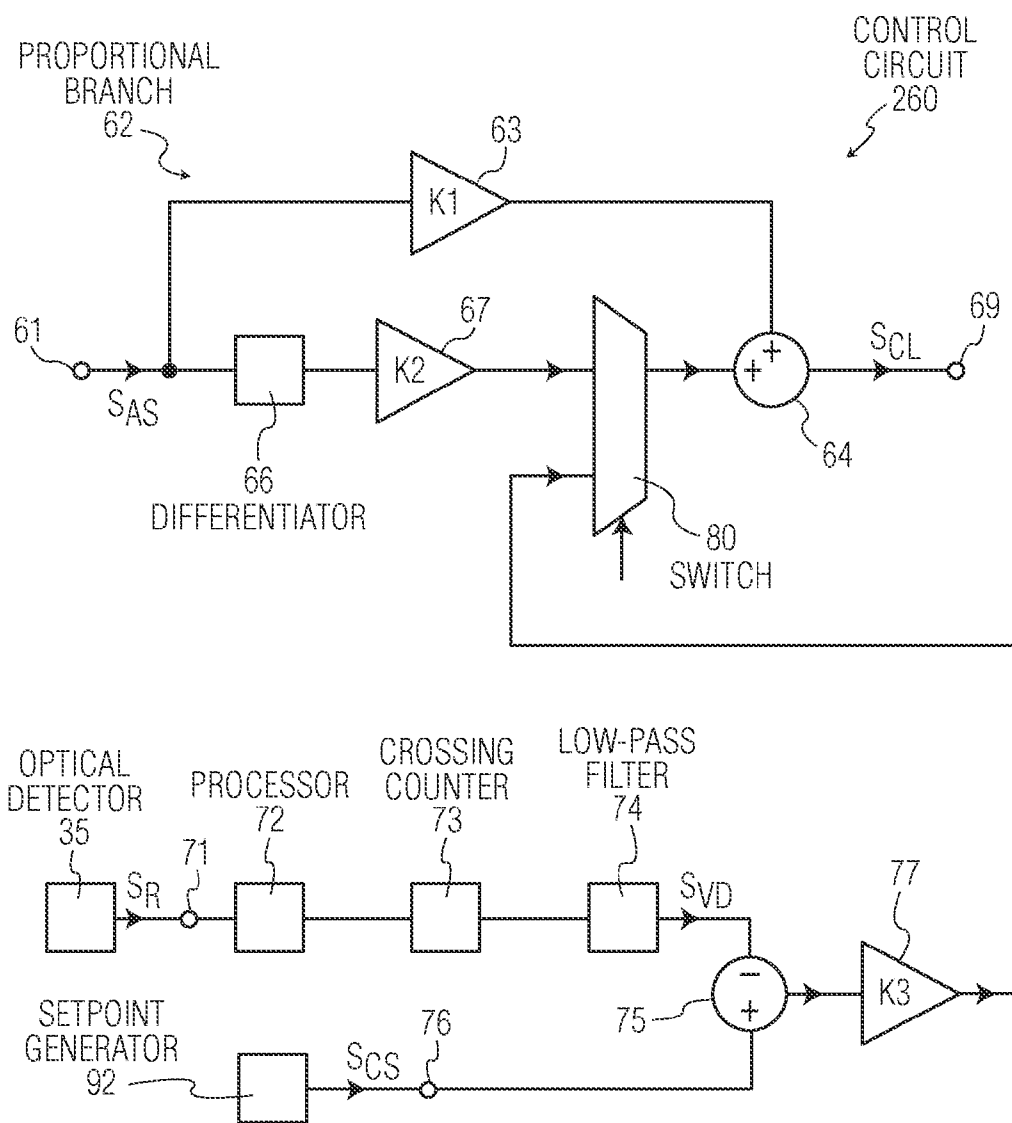 PROPORTIONAL
BRANCH
62
CONTROL
CIRCUIT
260
63
K1
61
SAS
66
DIFFERENTIATOR
67
K2
80
SWITCH
+
+
64
SCL
69
OPTICAL
DETECTOR
35
SR
71
PROCESSOR
72
CROSSING
COUNTER
73
LOW-PASS
FILTER
74
SVD
75
−
+
77
K3
SETPOINT
GENERATOR
92
SCS
76